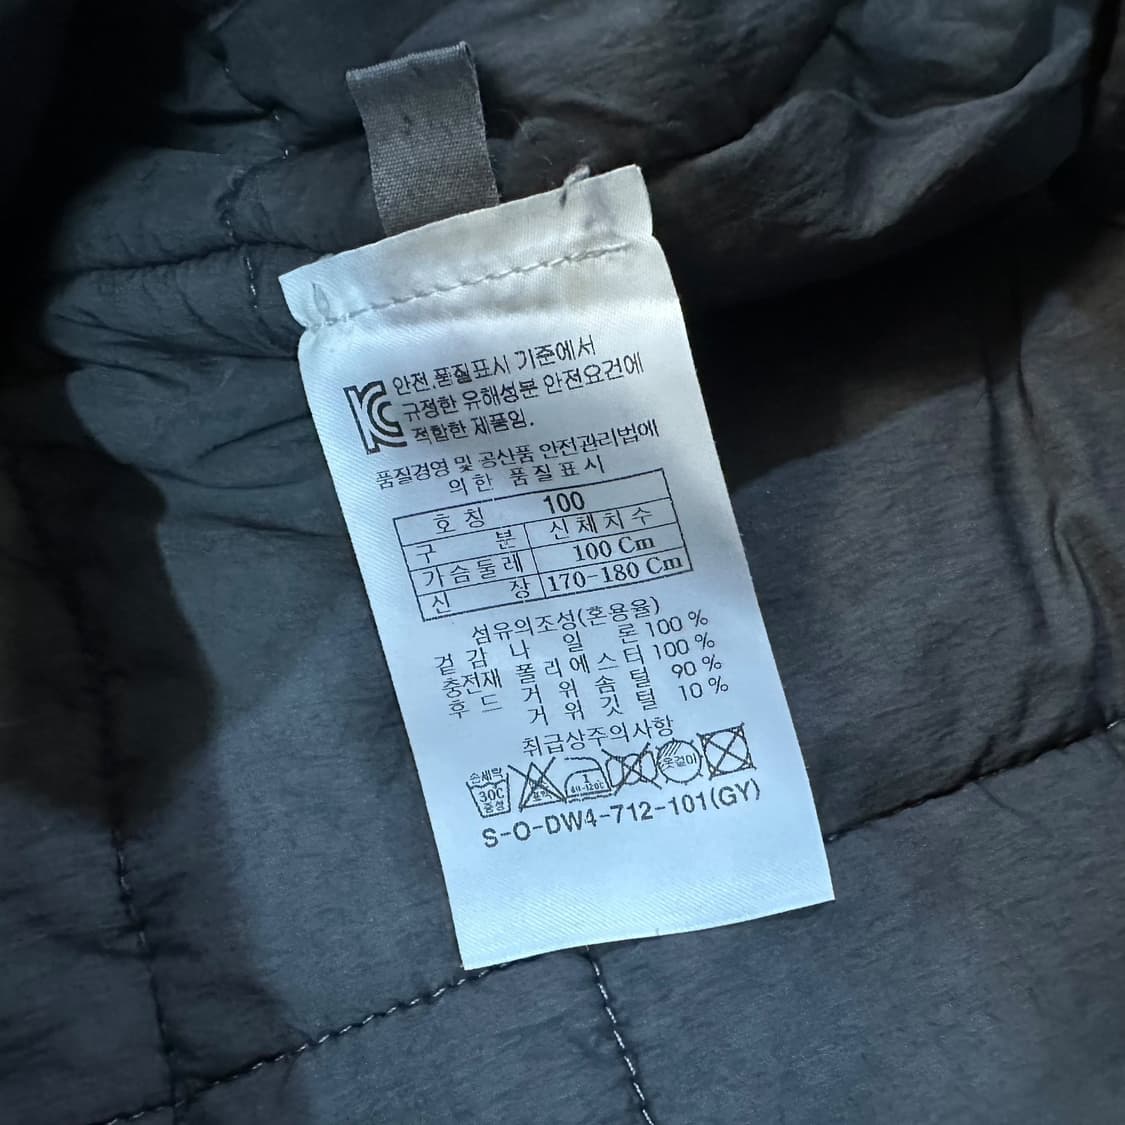 KC 안전.품질표시 기준에서
규정한 유해성분 안전요건에
적합한 제품임.
품질경영 및 공산품 안전관리법에
의한 품질표시
호칭 100
구 분 신체치수
가슴둘레 100 Cm
신 장 170-180 Cm
섬유의조성(혼용율)
겉감 나 일 론 100 %
충전재 폴리에스터 100 %
후드 거위솜털 90 %
거위깃털 10 %
취급상주의사항
손세탁
30C
중성
80-120℃
옷걸이
S-O-DW4-712-101(GY)